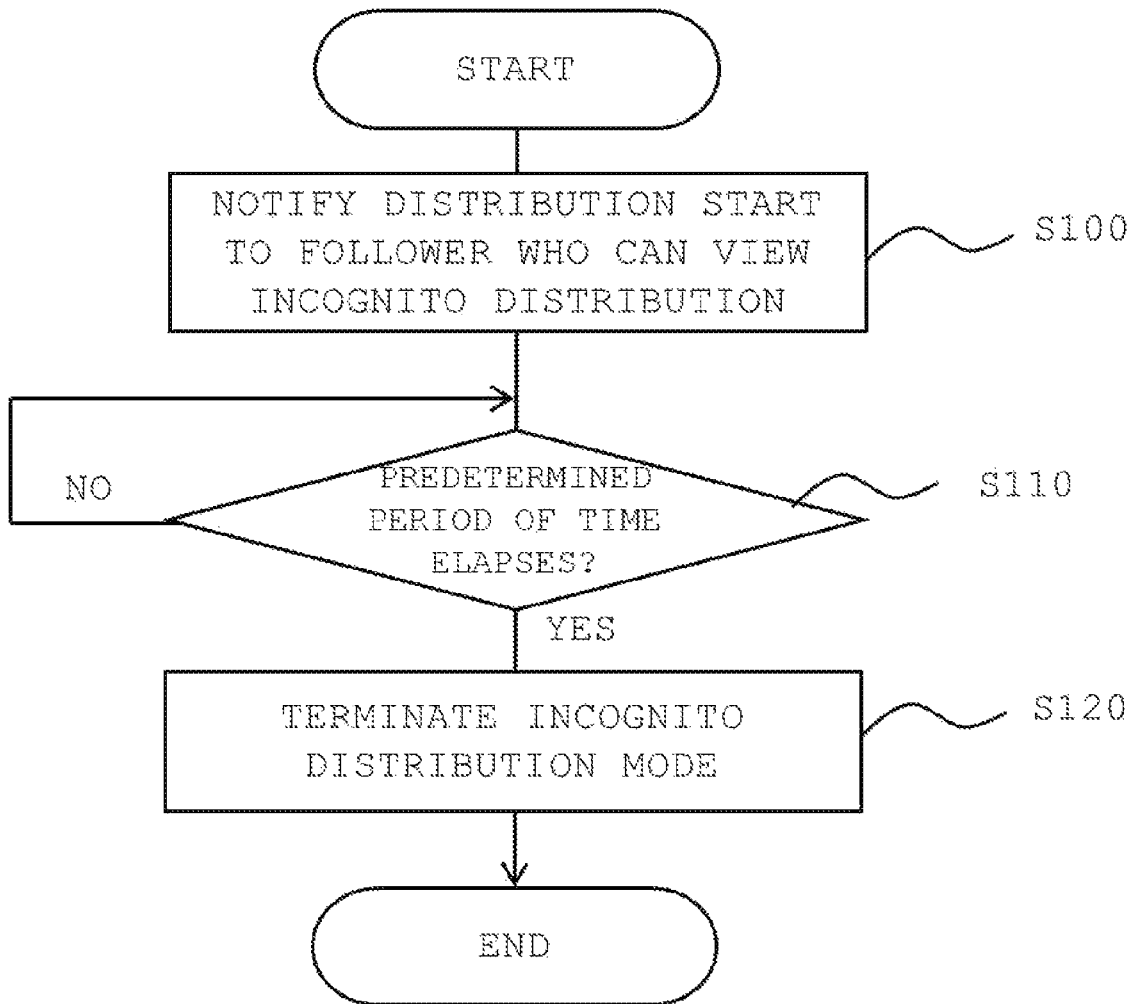 START
NOTIFY DISTRIBUTION START
TO FOLLOWER WHO CAN VIEW
INCOGNITO DISTRIBUTION
S100
PREDETERMINED
PERIOD OF TIME
ELAPSES?
S110
NO
YES
TERMINATE INCOGNITO
DISTRIBUTION MODE
S120
END